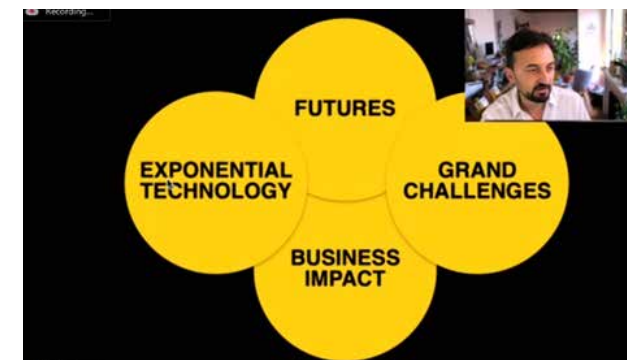 Recording...
FUTURES
EXPONENTIAL
TECHNOLOGY
GRAND
CHALLENGES
BUSINESS
IMPACT